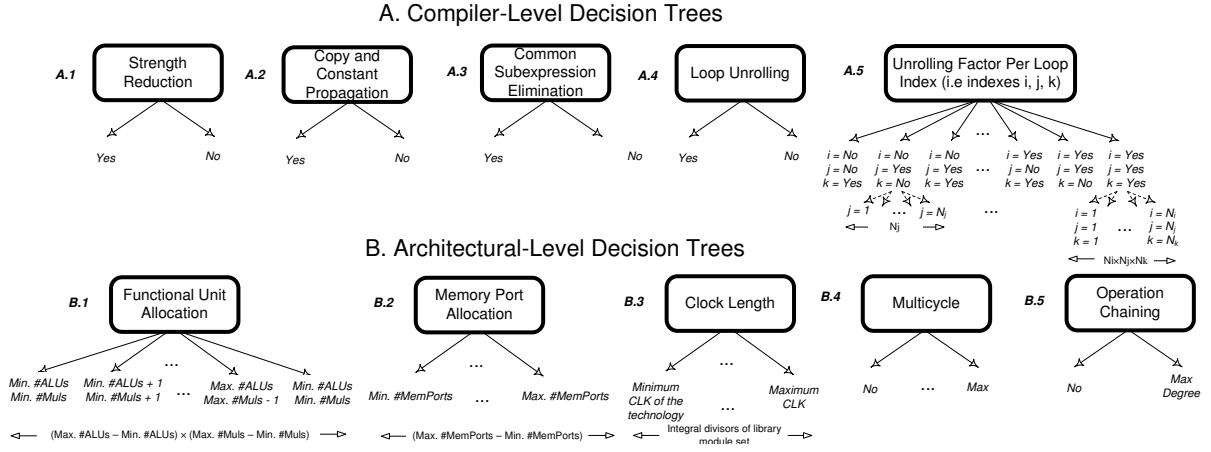 A. Compiler-Level Decision Trees
A.1
Strength
Reduction
Yes
No
A.2
Copy and
Constant
Propagation
Yes
No
A.3
Common
Subexpression
Elimination
Yes
No
A.4
Loop Unrolling
Yes
No
A.5
Unrolling Factor Per Loop
Index (i.e indexes i, j, k)
...
i = No
j = No
k = Yes
i = No
j = Yes
k = No
i = No
j = Yes
k = Yes
...
i = Yes
j = No
k = Yes
i = Yes
j = Yes
k = No
i = Yes
j = Yes
k = Yes
j = 1
...
j = Nj
Nj
...
i = 1
j = 1
k = 1
...
i = Ni
j = Nj
k = Nk
Ni×Nj×Nk
B. Architectural-Level Decision Trees
B.1
Functional Unit
Allocation
...
Min. #ALUs
Min. #Muls
Min. #ALUs + 1
Min. #Muls + 1
...
Max. #ALUs
Max. #Muls - 1
Min. #ALUs
Min. #Muls
(Max. #ALUs – Min. #ALUs) × (Max. #Muls – Min. #Muls)
B.2
Memory Port
Allocation
...
Min. #MemPorts
...
Max. #MemPorts
(Max. #MemPorts – Min. #MemPorts)
B.3
Clock Length
...
Minimum
CLK of the
technology
...
Maximum
CLK
Integral divisors of library
module set
B.4
Multicycle
No
...
Max
B.5
Operation
Chaining
No
Max
Degree